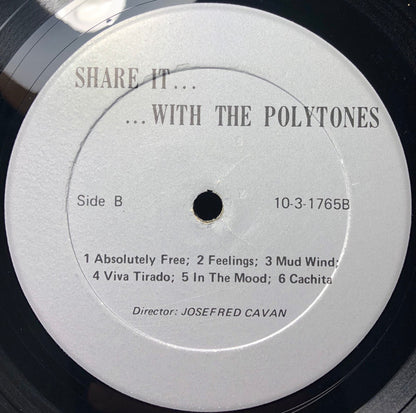 SHARE IT...
...WITH THE POLYTONES
Side B 10-3-1765B
1 Absolutely Free; 2 Feelings; 3 Mud Wind;
4 Viva Tirado; 5 In The Mood; 6 Cachita
Director: JOSEFRED CAVAN